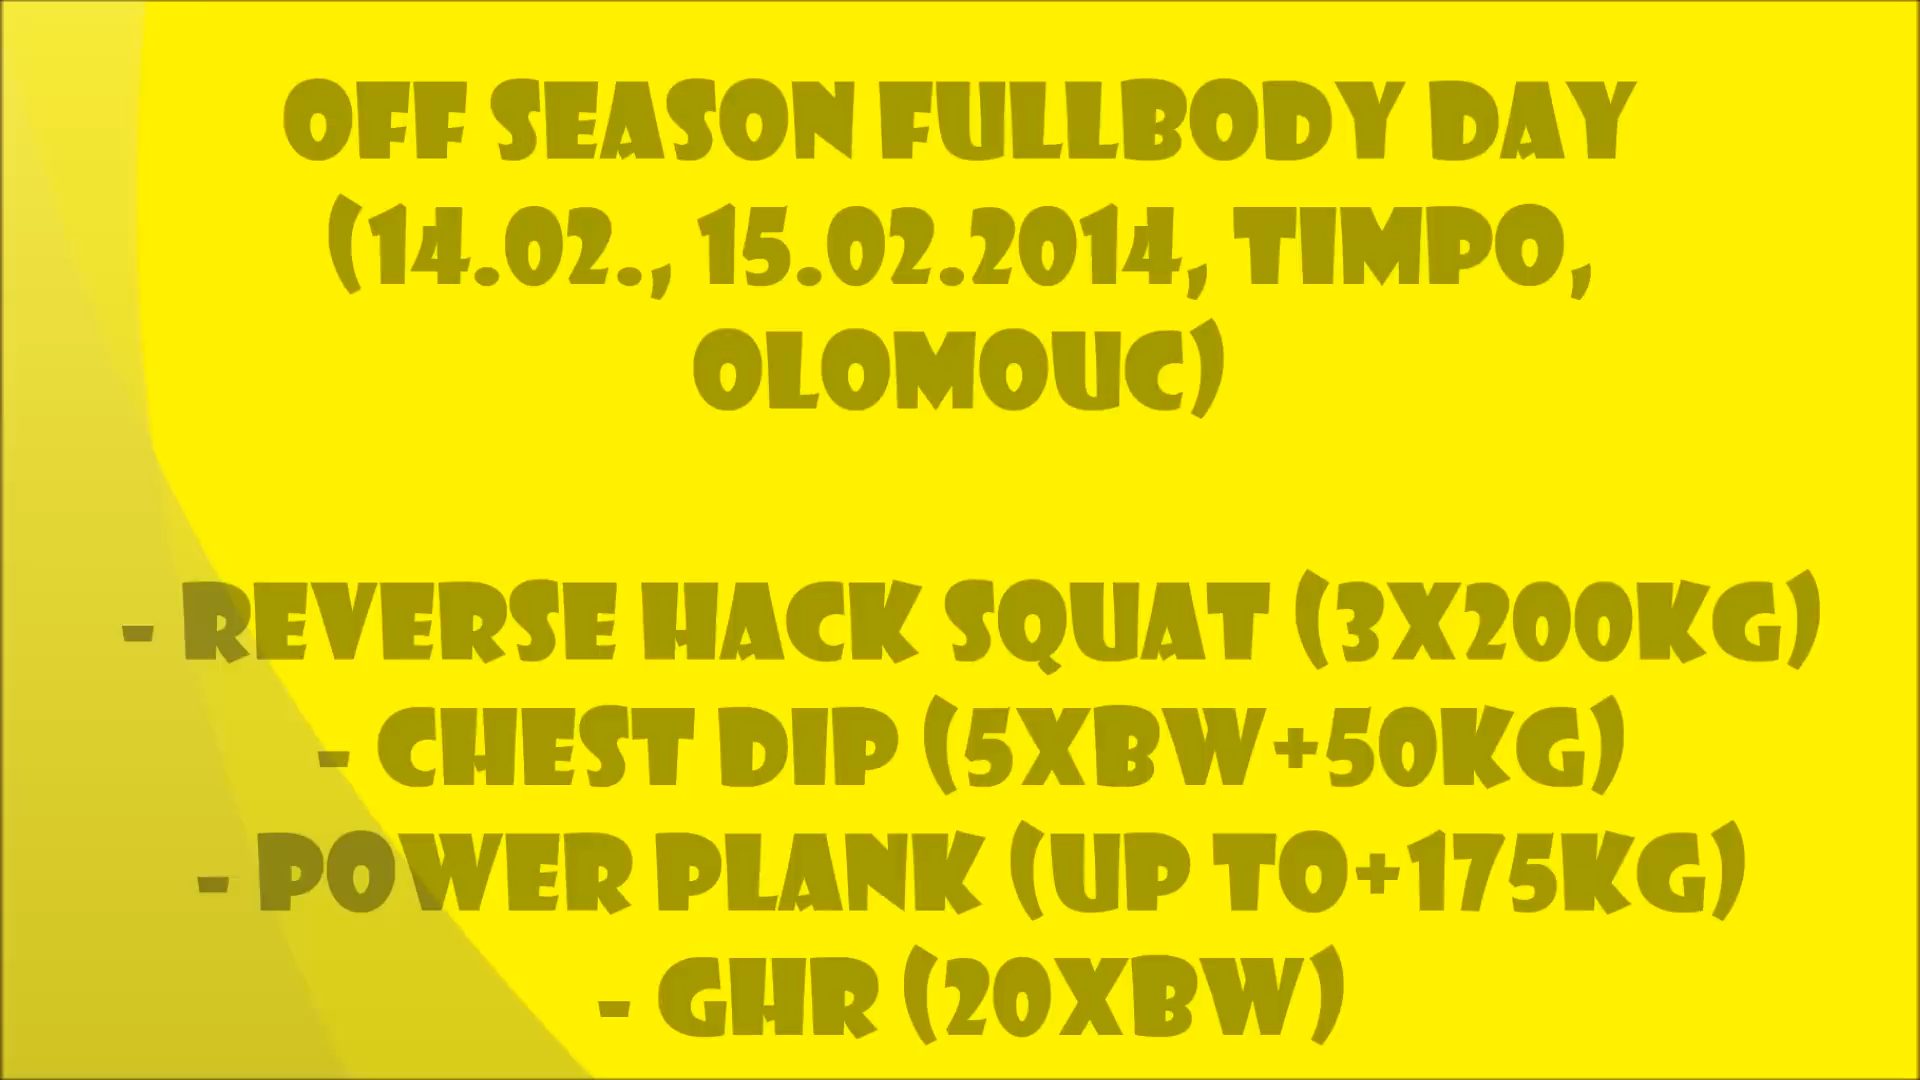 OFF SEASON FULLBODY DAY
(14.02., 15.02.2014, TIMPO,
OLOMOUC)
- REVERSE HACK SQUAT (3X200KG)
- CHEST DIP (5XBW+50KG)
- POWER PLANK (UP TO+175KG)
- GHR (20XBW)